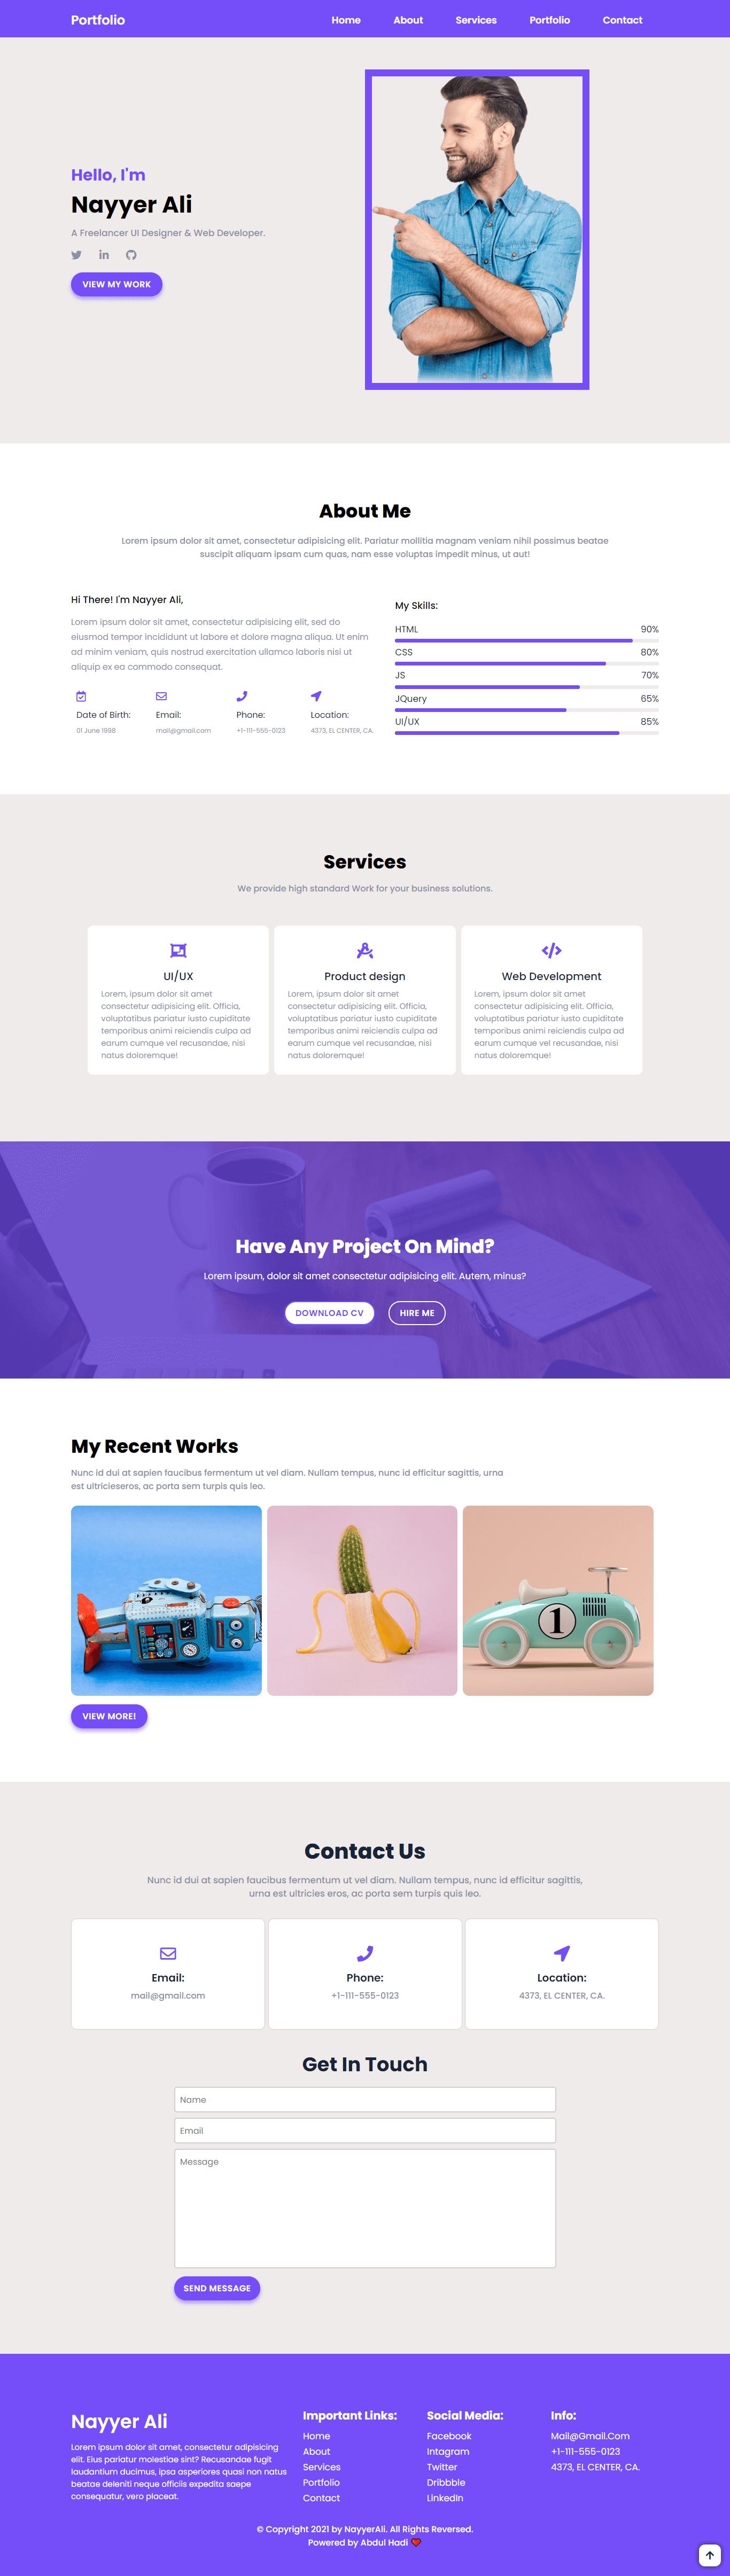 Portfolio
Home About Services Portfolio Contact
Hello, I'm
Nayyer Ali
A Freelancer UI Designer & Web Developer.
VIEW MY WORK
About Me
Lorem ipsum dolor sit amet, consectetur adipisicing elit. Pariatur mollitia magnam veniam nihil possimus beatae
suscipit aliquam ipsam cum quas, nam esse voluptas impedit minus, ut aut!
Hi There! I'm Nayyer Ali,
Lorem ipsum dolor sit amet, consectetur adipisicing elit, sed do
eiusmod tempor incididunt ut labore et dolore magna aliqua. Ut enim
ad minim veniam, quis nostrud exercitation ullamco laboris nisi ut
aliquip ex ea commodo consequat.
Date of Birth:
01 June 1998
Email:
mail@gmail.com
Phone:
+1-111-555-0123
Location:
4373, EL CENTER, CA.
My Skills:
HTML 90%
CSS 80%
JS 70%
JQuery 65%
UI/UX 85%
Services
We provide high standard Work for your business solutions.
UI/UX
Lorem, ipsum dolor sit amet
consectetur adipisicing elit. Officia,
voluptatibus pariatur iusto cupiditate
temporibus animi reiciendis culpa ad
earum cumque vel recusandae, nisi
natus doloremque!
Product design
Lorem, ipsum dolor sit amet
consectetur adipisicing elit. Officia,
voluptatibus pariatur iusto cupiditate
temporibus animi reiciendis culpa ad
earum cumque vel recusandae, nisi
natus doloremque!
Web Development
Lorem, ipsum dolor sit amet
consectetur adipisicing elit. Officia,
voluptatibus pariatur iusto cupiditate
temporibus animi reiciendis culpa ad
earum cumque vel recusandae, nisi
natus doloremque!
Have Any Project On Mind?
Lorem ipsum, dolor sit amet consectetur adipisicing elit. Autem, minus?
DOWNLOAD CV HIRE ME
My Recent Works
Nunc id dui at sapien faucibus fermentum ut vel diam. Nullam tempus, nunc id efficitur sagittis, urna
est ultricieseros, ac porta sem turpis quis leo.
1
VIEW MORE!
Contact Us
Nunc id dui at sapien faucibus fermentum ut vel diam. Nullam tempus, nunc id efficitur sagittis,
urna est ultricies eros, ac porta sem turpis quis leo.
Email:
mail@gmail.com
Phone:
+1-111-555-0123
Location:
4373, EL CENTER, CA.
Get In Touch
Name
Email
Message
SEND MESSAGE
Nayyer Ali
Lorem ipsum dolor sit amet, consectetur adipisicing
elit. Eius pariatur molestiae sint? Recusandae fugit
laudantium ducimus, ipsa asperiores quasi non natus
beatae deleniti neque officiis expedita saepe
consequatur, vero placeat.
Important Links:
Home
About
Services
Portfolio
Contact
Social Media:
Facebook
Intagram
Twitter
Dribbble
LinkedIn
Info:
Mail@Gmail.Com
+1-111-555-0123
4373, EL CENTER, CA.
© Copyright 2021 by NayyerAli. All Rights Reversed.
Powered by Abdul Hadi